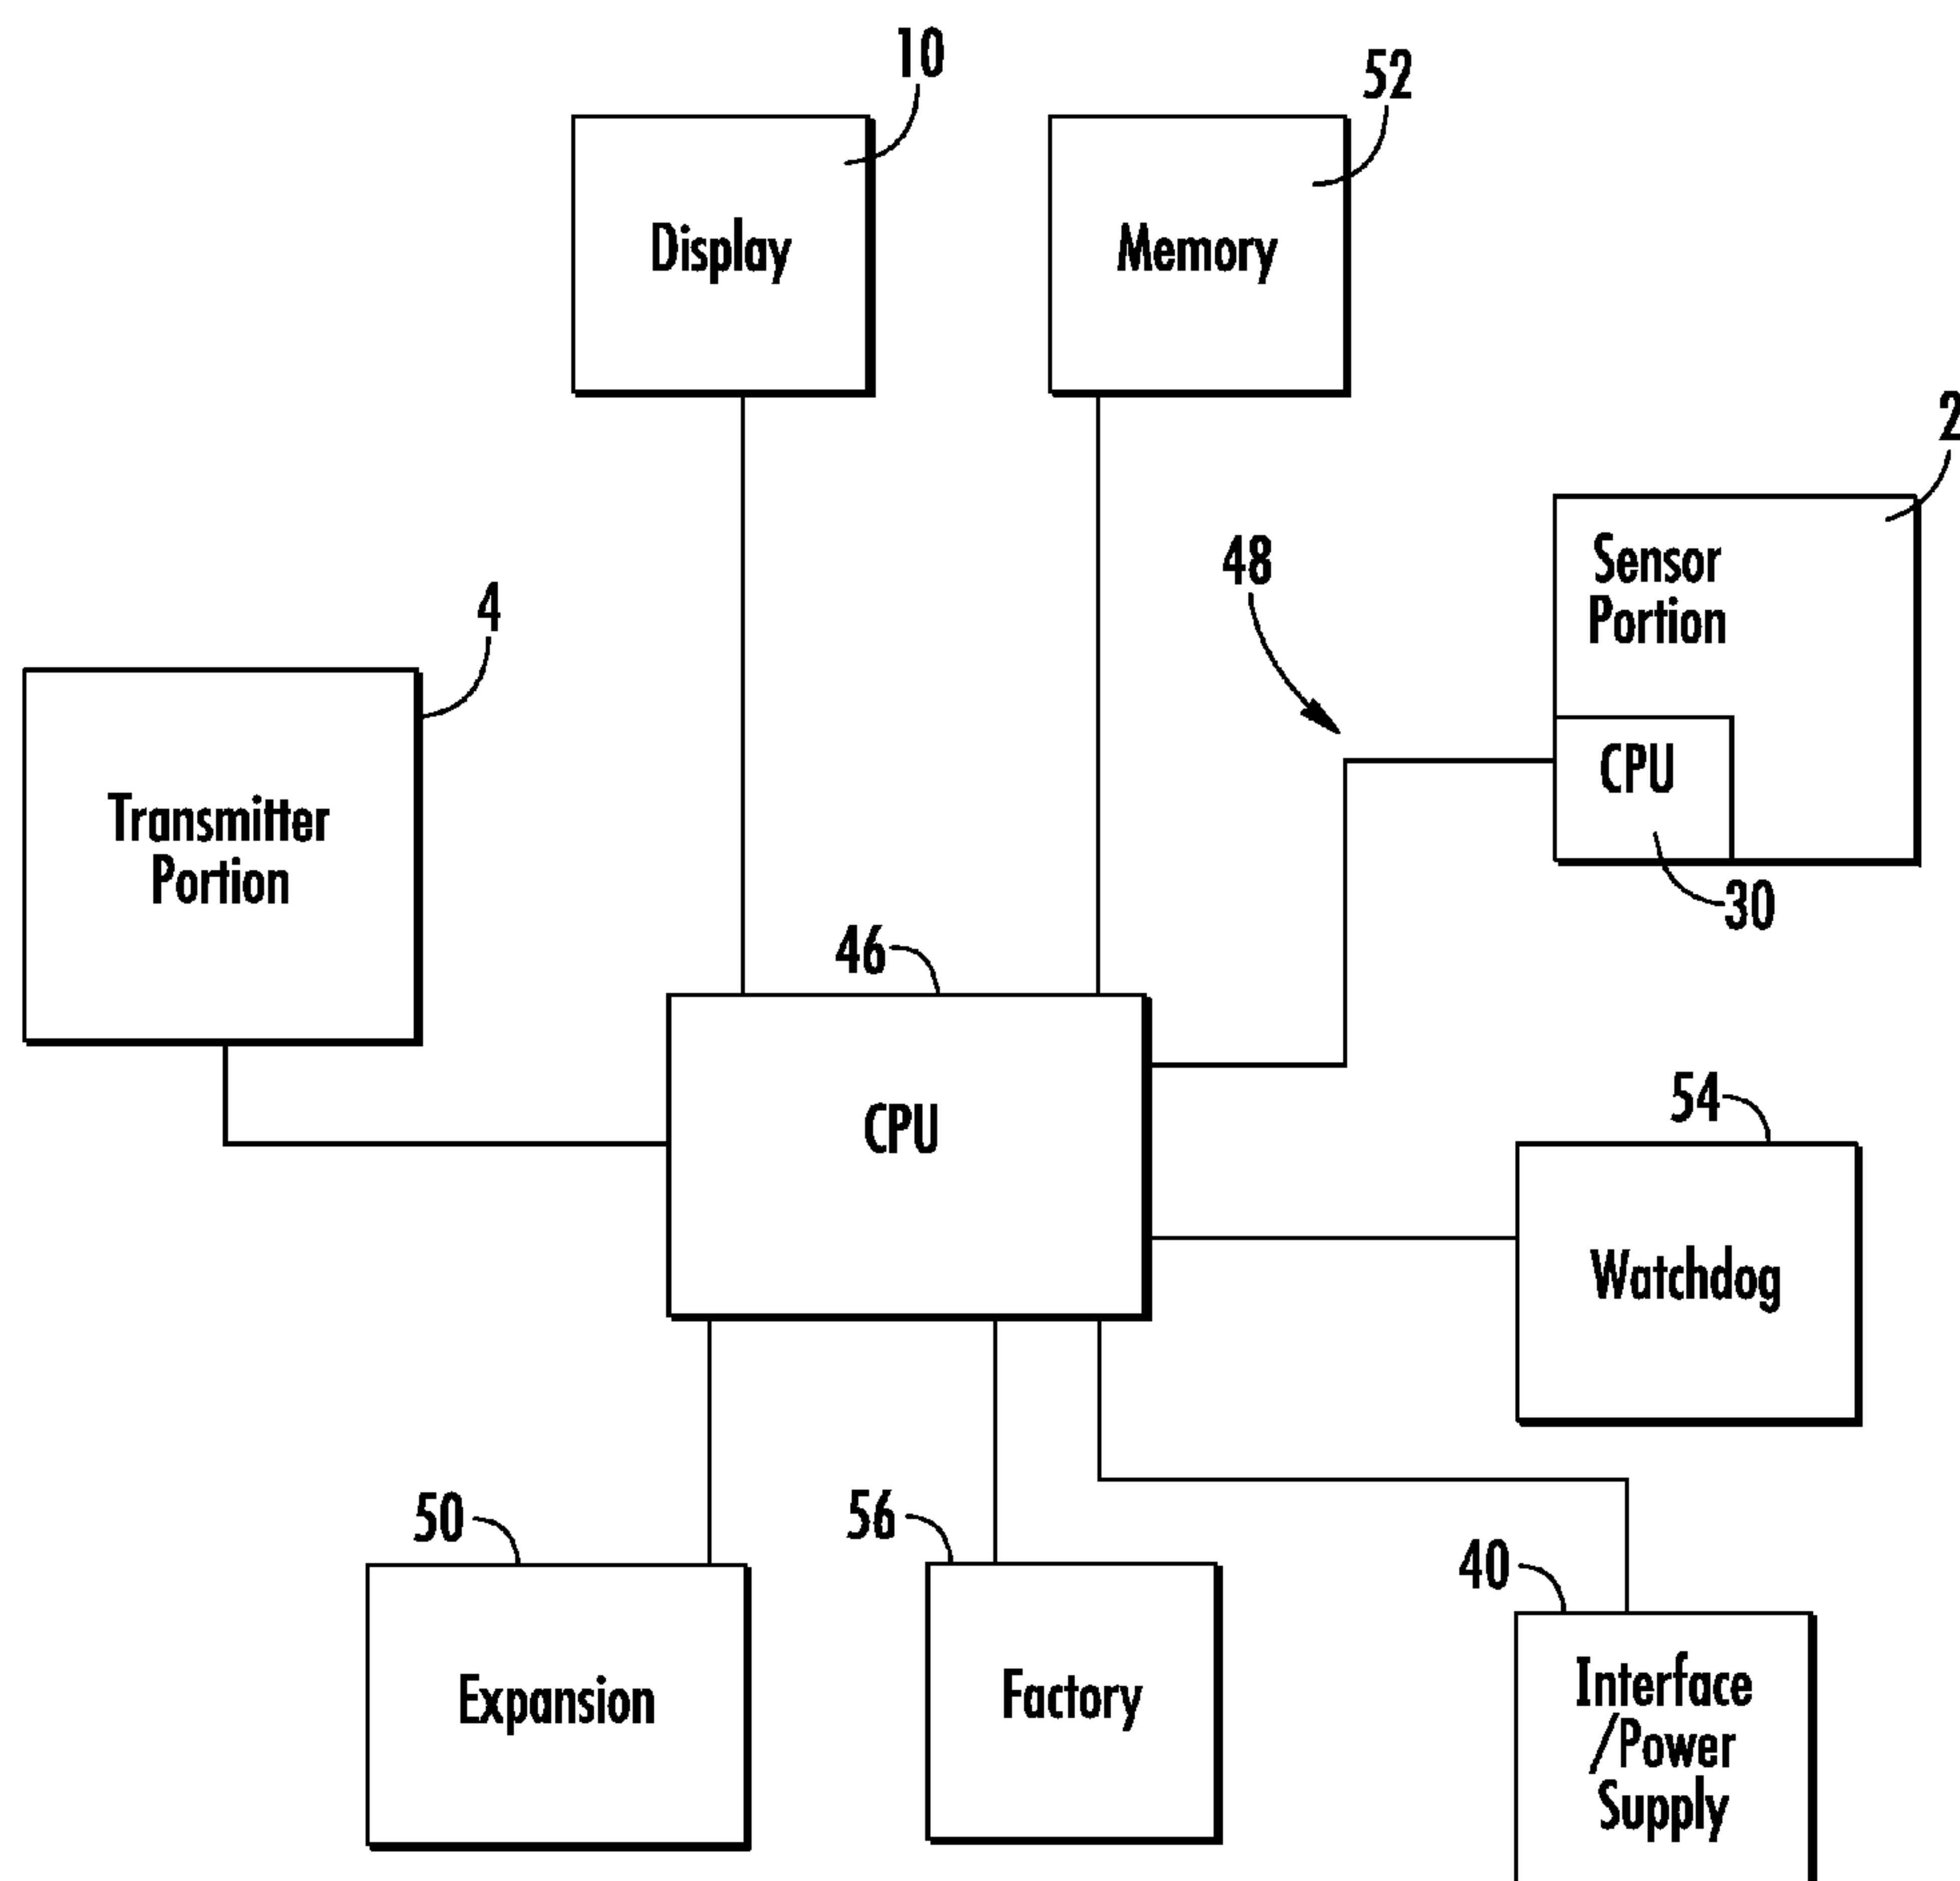 10
52
Display
Memory
2
48
Sensor
Portion
4
CPU
Transmitter
Portion
30
46
54
CPU
Watchdog
50
56
40
Expansion
Factory
Interface
/Power
Supply